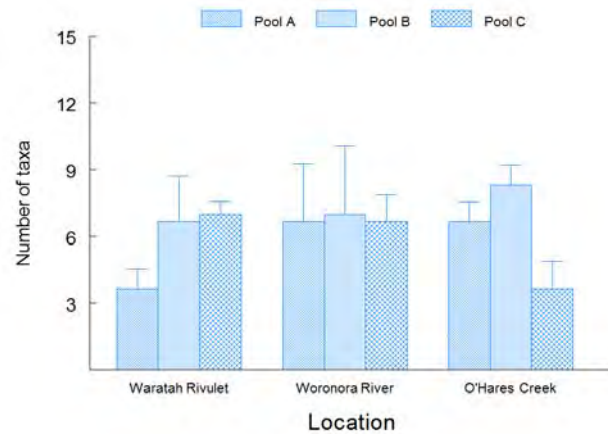 Pool A Pool B Pool C
15
12
9
6
3
Number of taxa
Waratah Rivulet Woronora River O'Hares Creek
Location